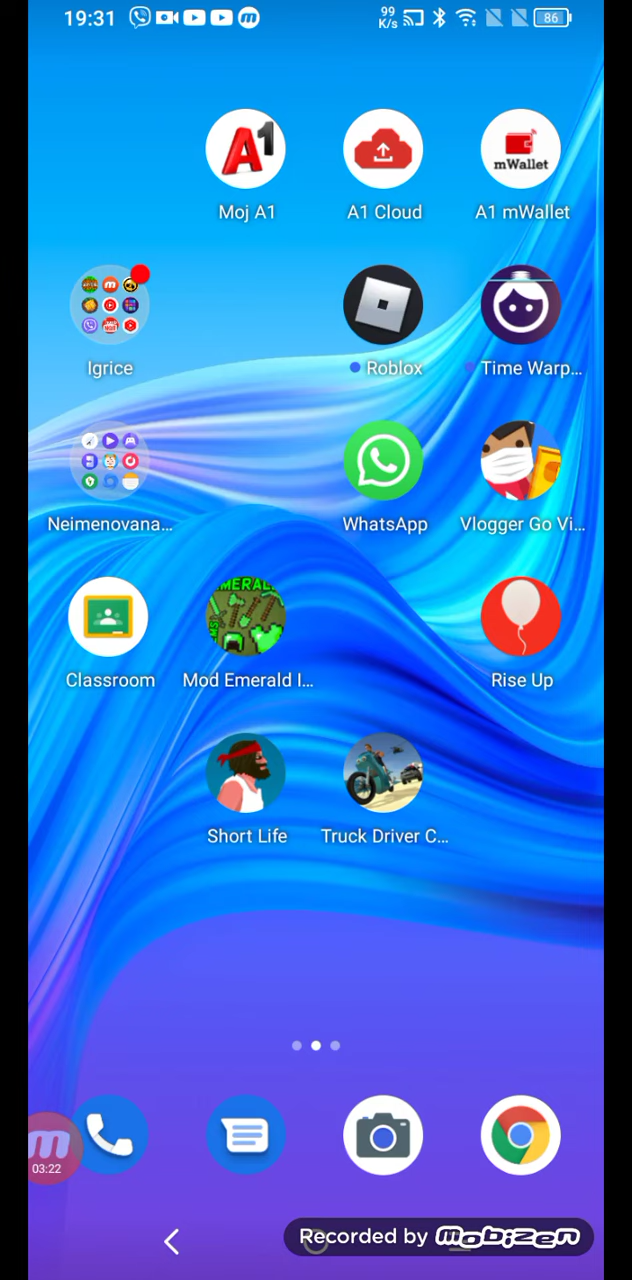 19:31
99
K/s
86
A1
mWallet
Moj A1
A1 Cloud
A1 mWallet
Igrice
Roblox
Time Warp...
Neimenovana...
WhatsApp
Vlogger Go Vi...
Classroom
Mod Emerald I...
Rise Up
Short Life
Truck Driver C...
m
03:22
Recorded by mobizen